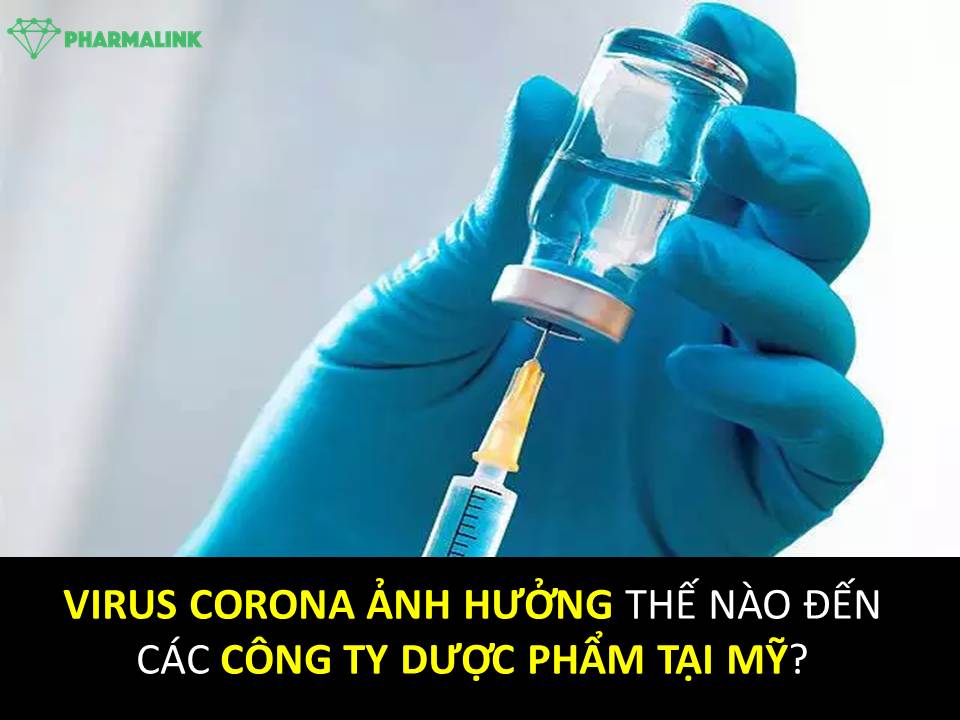 PHARMALINK
VIRUS CORONA ẢNH HƯỞNG THẾ NÀO ĐẾN
CÁC CÔNG TY DƯỢC PHẨM TẠI MỸ?